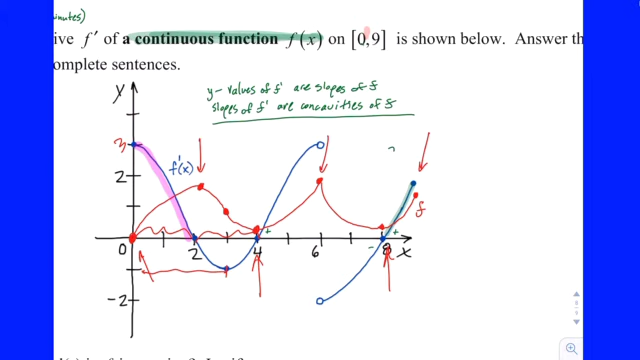 minutes)
ive f' of a continuous function f(x) on [0,9] is shown below. Answer th
omplete sentences.
y-values of f' are slopes of f
slopes of f' are concavities of f
y
3
f'(x)
2
f
+
- +
0 2 4 6 8 x
-2